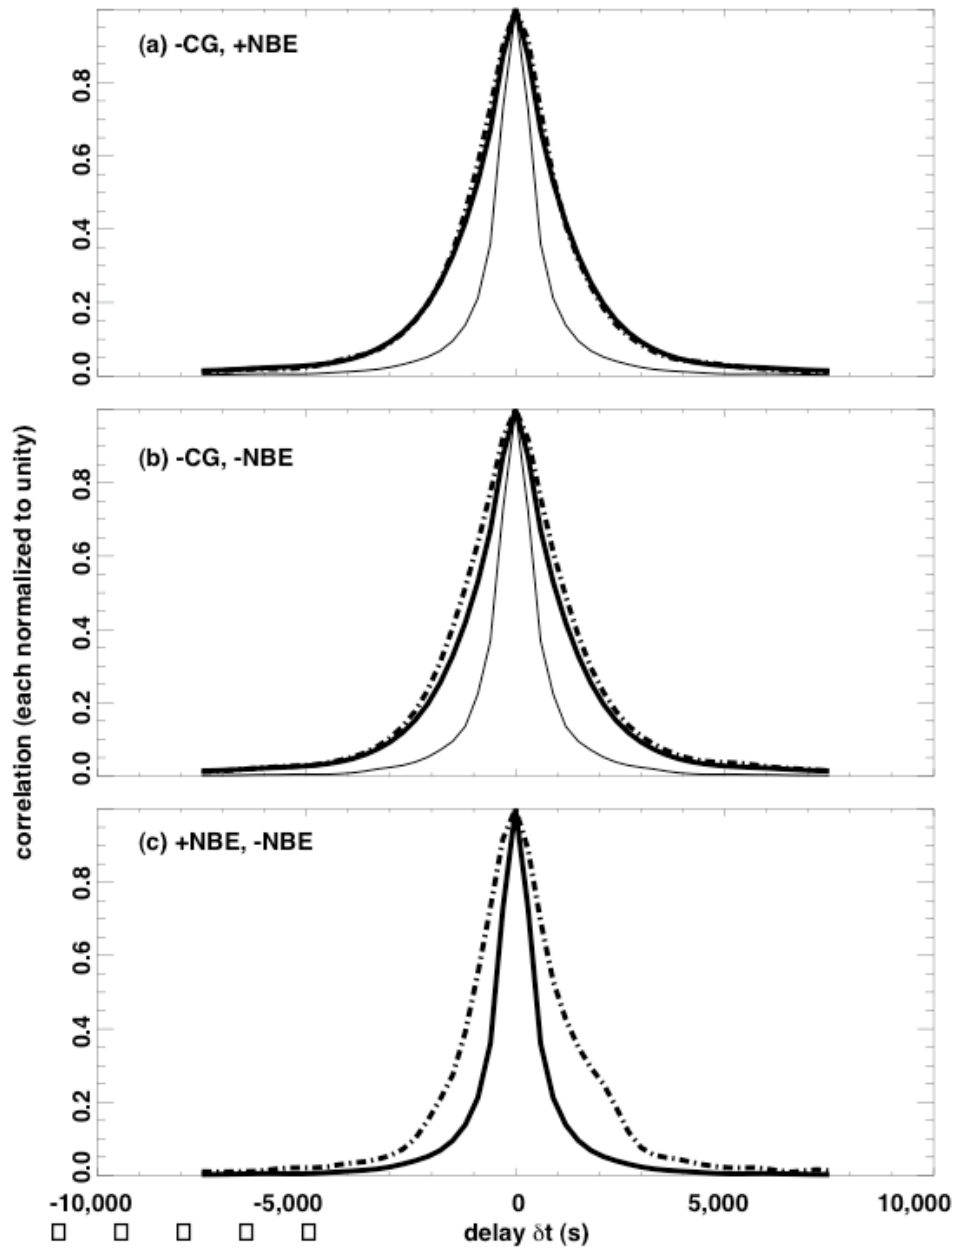 (a) -CG, +NBE
0.8
0.6
0.4
0.2
0.0
(b) -CG, -NBE
0.8
0.6
0.4
0.2
0.0
correlation (each normalized to unity)
(c) +NBE, -NBE
0.8
0.6
0.4
0.2
0.0
-10,000 -5,000 0 5,000 10,000
delay δt (s)